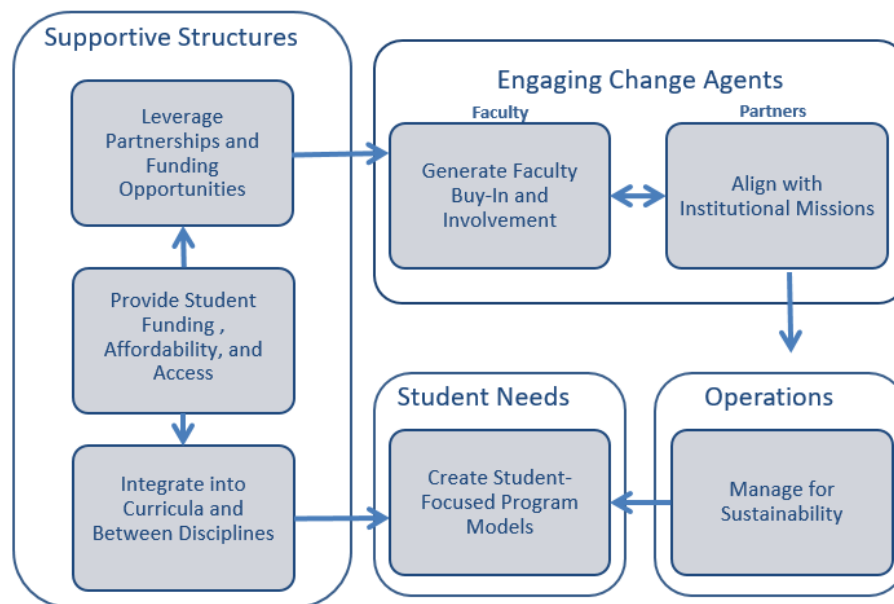 Supportive Structures
Leverage
Partnerships and
Funding
Opportunities
Provide Student
Funding ,
Affordability, and
Access
Integrate into
Curricula and
Between Disciplines
Engaging Change Agents
Faculty
Generate Faculty
Buy-In and
Involvement
Partners
Align with
Institutional Missions
Student Needs
Create Student-
Focused Program
Models
Operations
Manage for
Sustainability